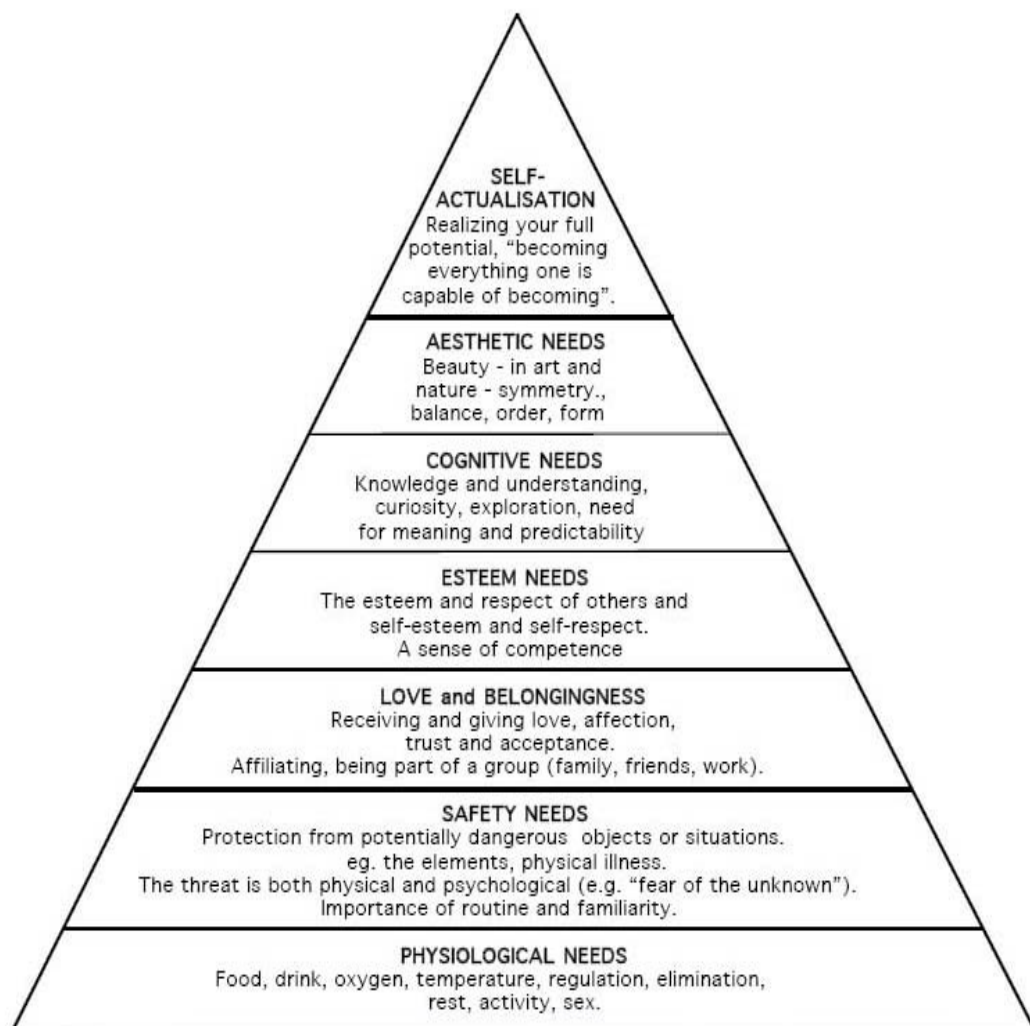 SELF-
ACTUALISATION
Realizing your full
potential, “becoming
everything one is
capable of becoming”.
AESTHETIC NEEDS
Beauty - in art and
nature - symmetry.,
balance, order, form
COGNITIVE NEEDS
Knowledge and understanding,
curiosity, exploration, need
for meaning and predictability
ESTEEM NEEDS
The esteem and respect of others and
self-esteem and self-respect.
A sense of competence
LOVE and BELONGINGNESS
Receiving and giving love, affection,
trust and acceptance.
Affiliating, being part of a group (family, friends, work).
SAFETY NEEDS
Protection from potentially dangerous objects or situations.
eg. the elements, physical illness.
The threat is both physical and psychological (e.g. “fear of the unknown”).
Importance of routine and familiarity.
PHYSIOLOGICAL NEEDS
Food, drink, oxygen, temperature, regulation, elimination,
rest, activity, sex.